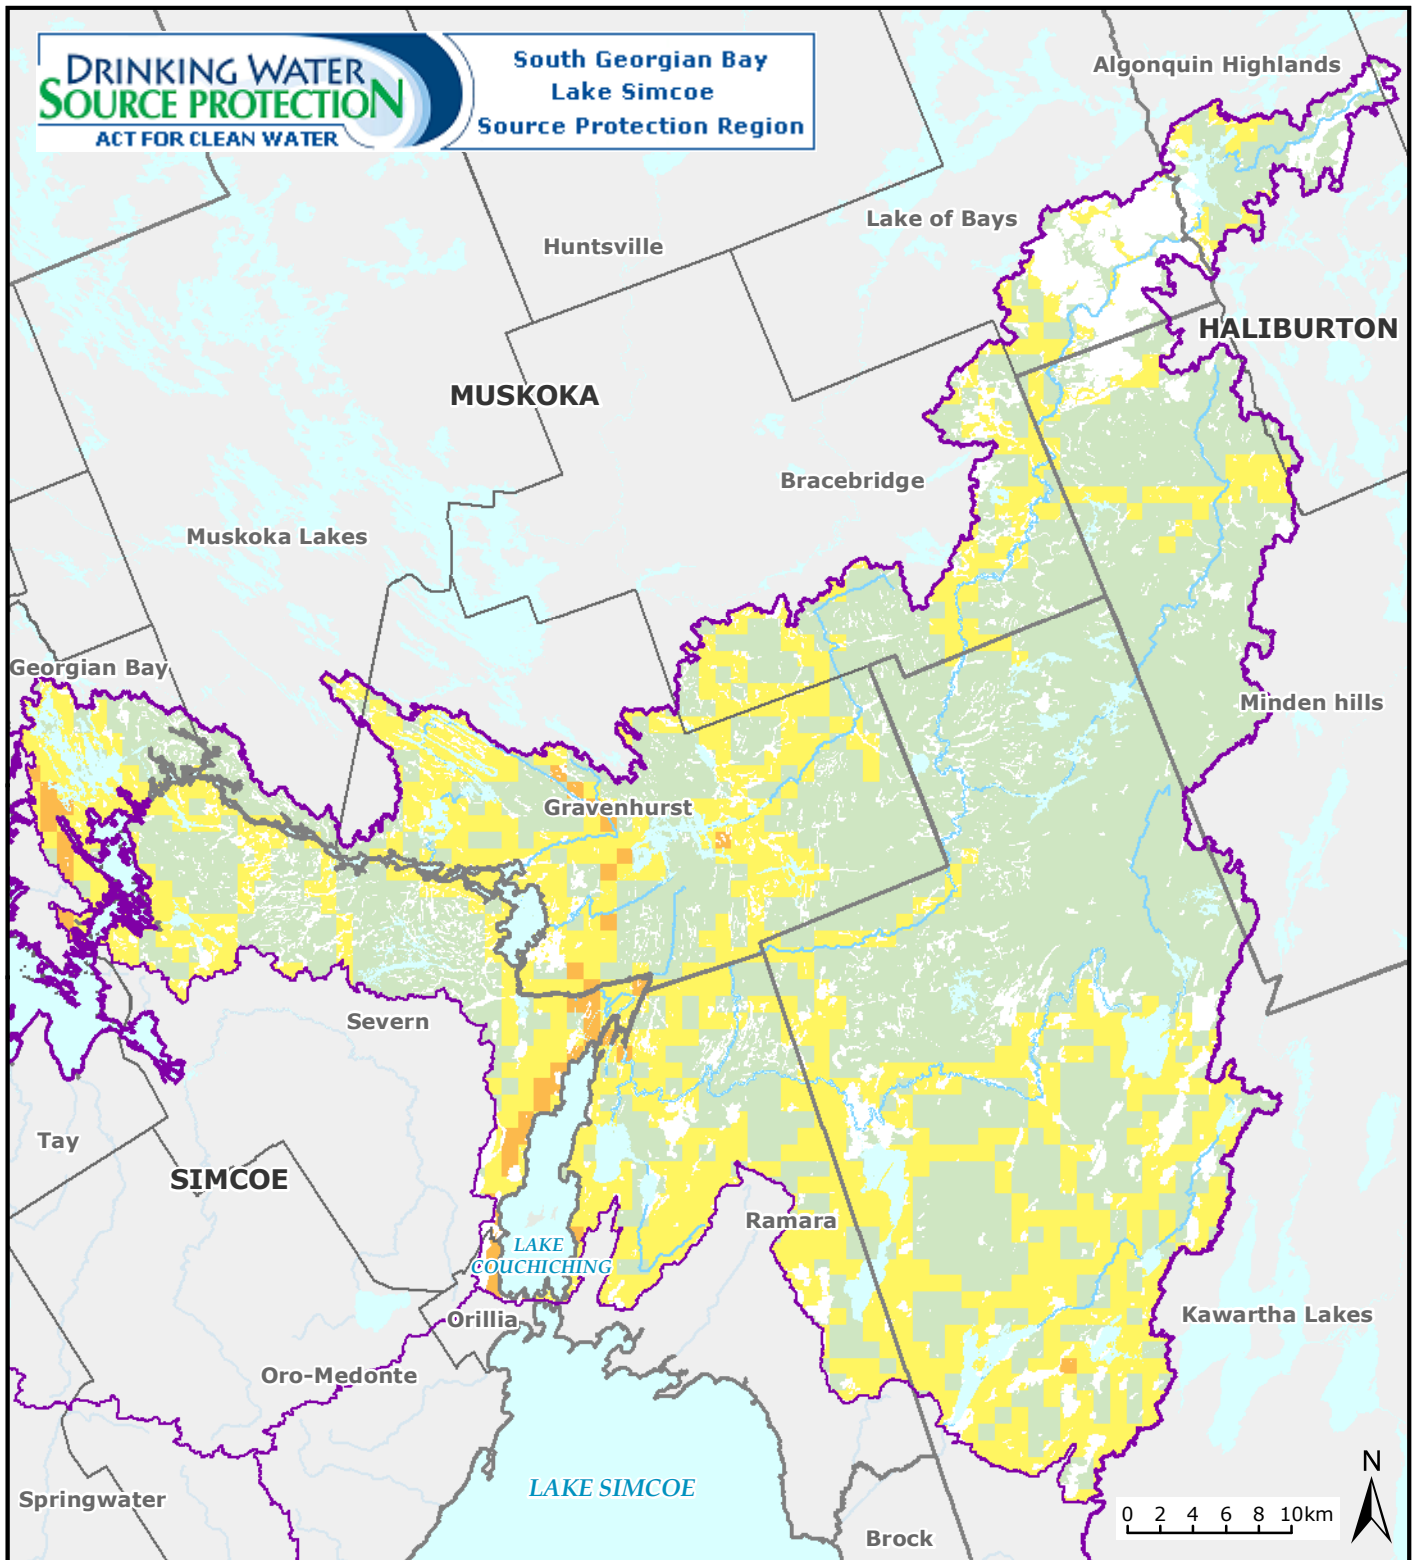 DRINKING WATER
SOURCE PROTECTION
ACT FOR CLEAN WATER
South Georgian Bay
Lake Simcoe
Source Protection Region
Algonquin Highlands
Lake of Bays
Huntsville
HALIBURTON
MUSKOKA
Bracebridge
Muskoka Lakes
Georgian Bay
Minden hills
Gravenhurst
Severn
Tay
SIMCOE
Ramara
LAKE
COUCHICHING
Orillia
Kawartha Lakes
Oro-Medonte
LAKE SIMCOE
Springwater
Brock
N
0 2 4 6 8 10km